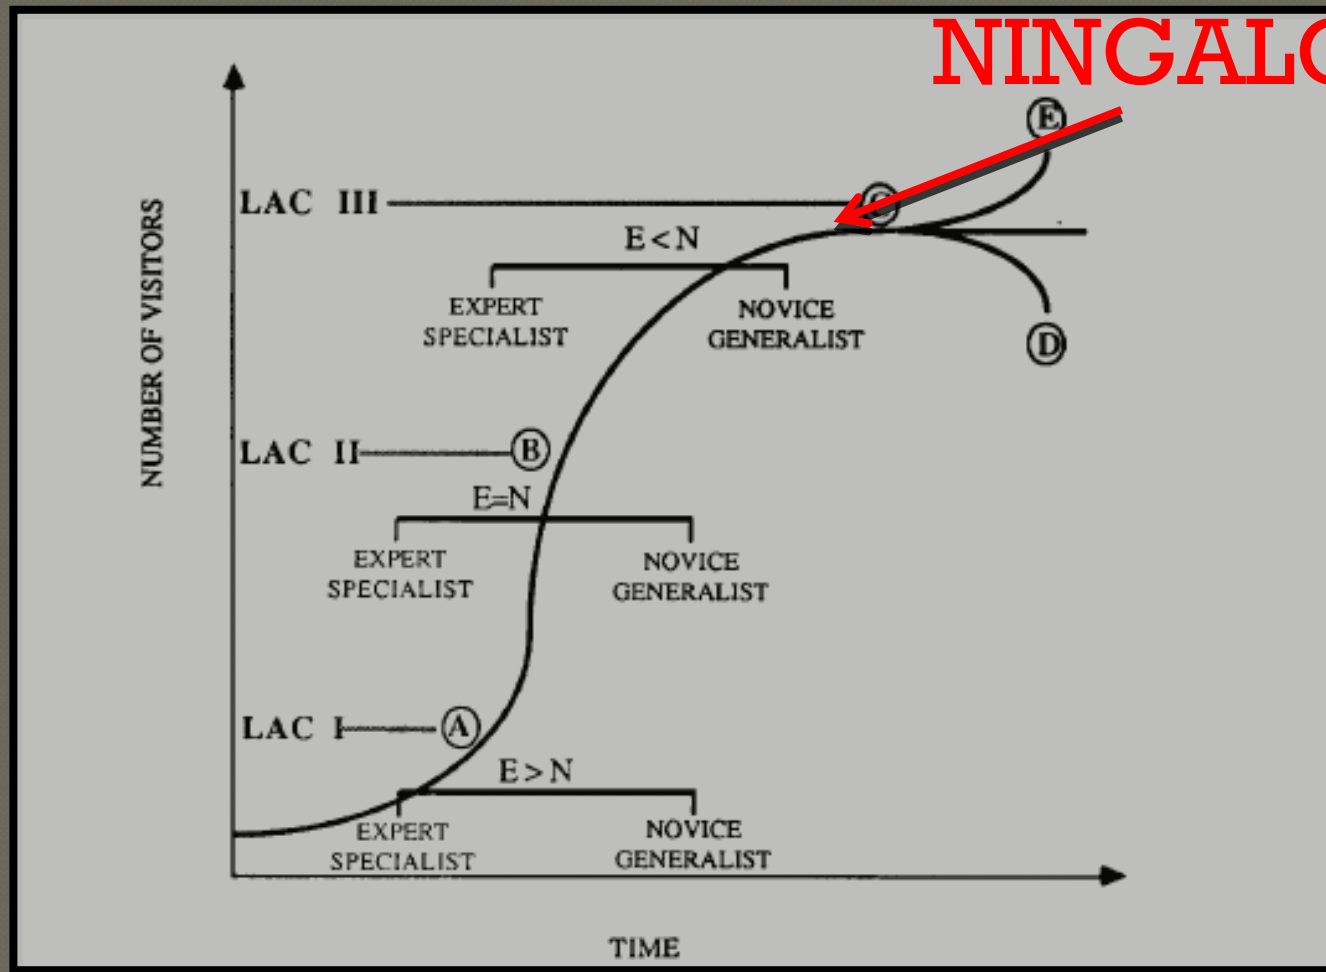 NINGALO
E
LAC III
C
E<N
EXPERT
SPECIALIST
NOVICE
GENERALIST
D
NUMBER OF VISITORS
LAC II
B
E=N
EXPERT
SPECIALIST
NOVICE
GENERALIST
LAC I
A
E>N
EXPERT
SPECIALIST
NOVICE
GENERALIST
TIME